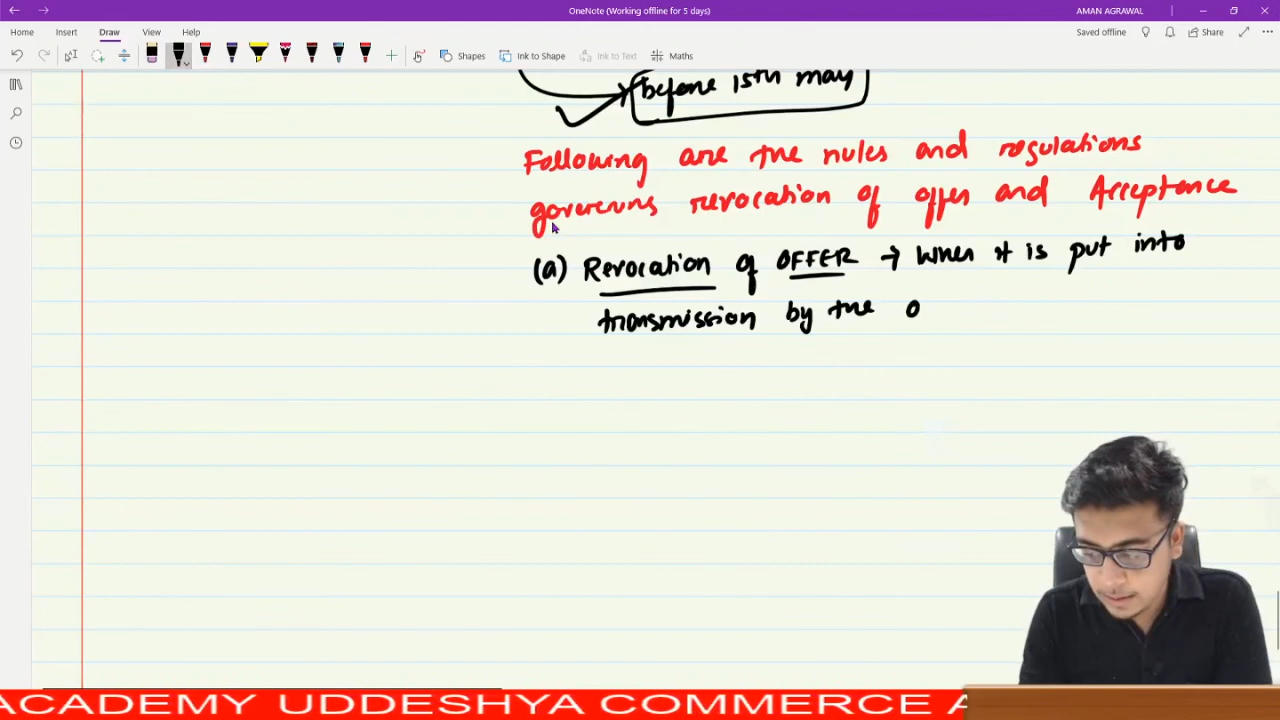 OneNote (Working offline for 5 days)
AMAN AGRAWAL
Home Insert Draw View Help
Saved offline
Share
Shapes
Ink to Shape
Ink to Text
Maths
before 15th may
Following are the rules and regulations
governing revocation of offer and Acceptance
(a) Revocation of OFFER → When it is put into
transmission by the o
ACADEMY UDDESHYA COMMERCE A